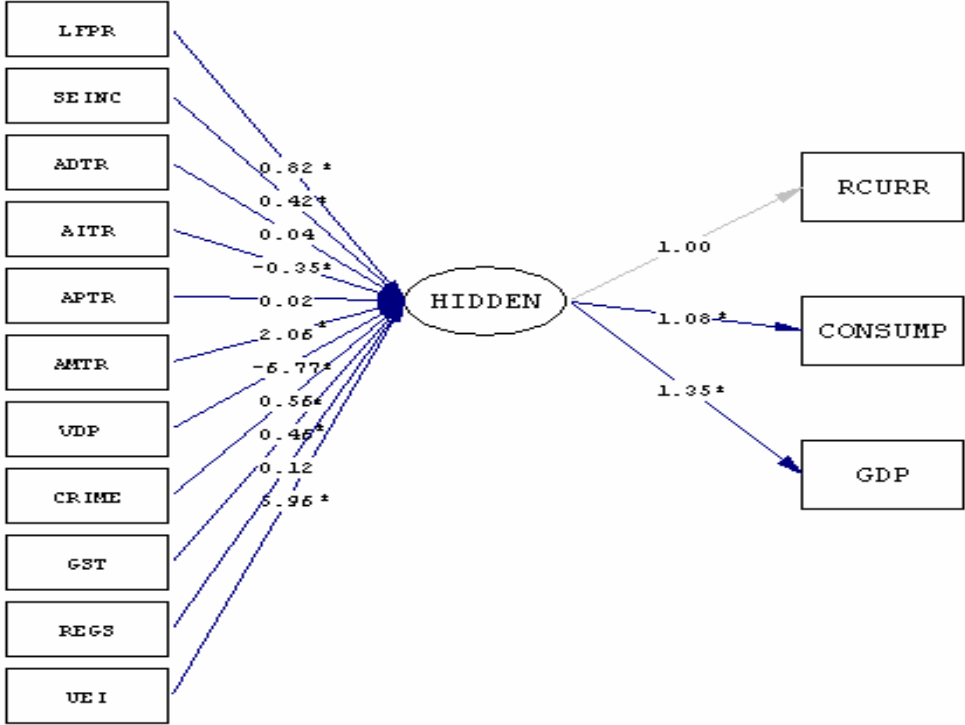 LFPR
SEINC
ADTR
AITR
APTR
AMTR
VDP
CRIME
GST
REGS
UEI
0.82 *
0.42*
0.04
-0.35*
0.02
2.06*
-6.77*
0.56*
0.46*
0.12
5.96 *
HIDDEN
1.00
1.08*
1.35*
RCURR
CONSUMP
GDP